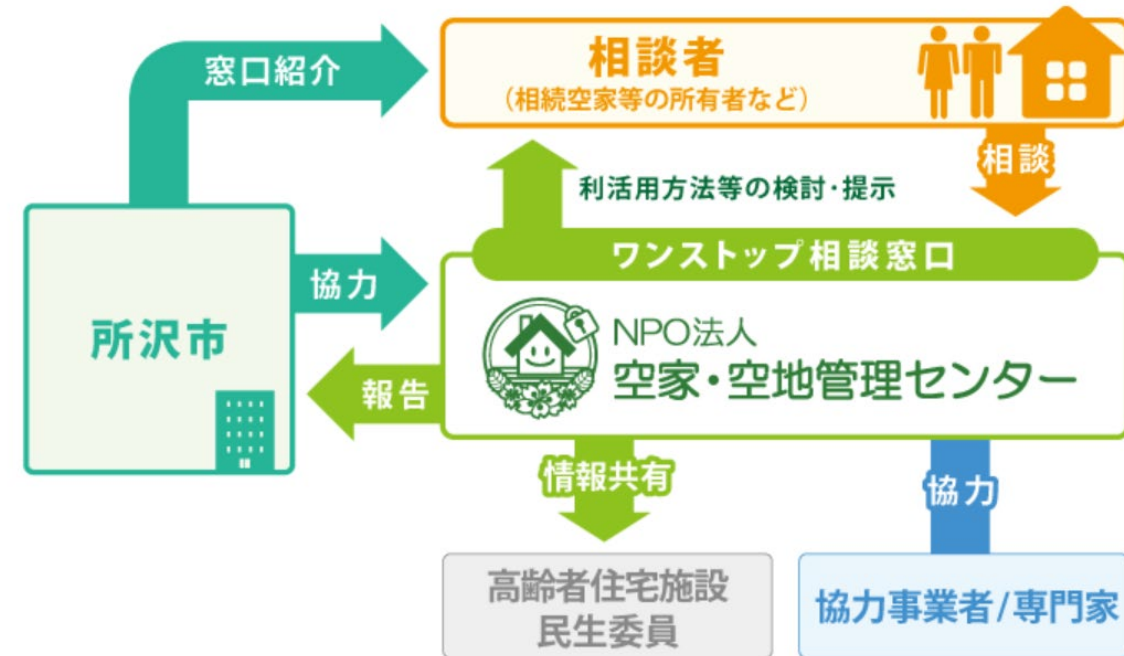 窓口紹介
相談者
(相続空家等の所有者など)
相談
利活用方法等の検討・提示
ワンストップ相談窓口
協力
所沢市
NPO法人
空家・空地管理センター
報告
情報共有
協力
高齢者住宅施設
民生委員
協力事業者/専門家